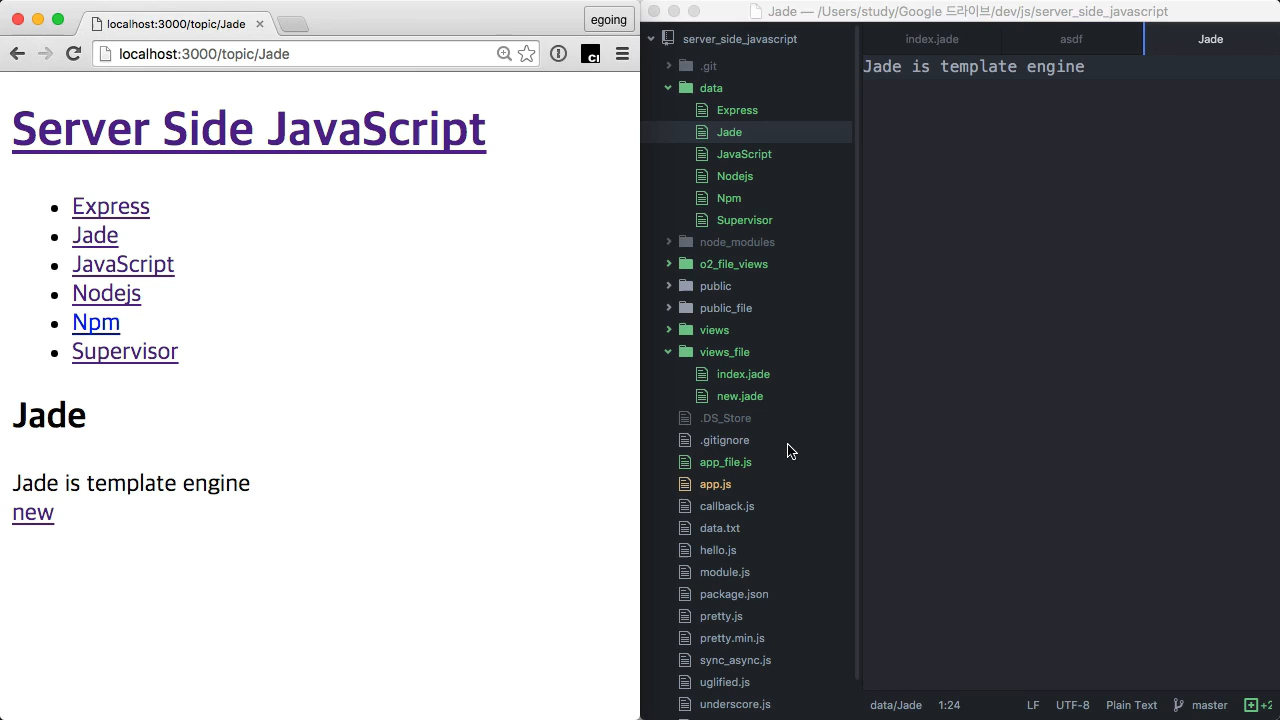 localhost:3000/topic/Jade
egoing
localhost:3000/topic/Jade
Server Side JavaScript
Express
Jade
JavaScript
Nodejs
Npm
Supervisor
Jade
Jade is template engine
new
Jade — /Users/study/Google 드라이브/dev/js/server_side_javascript
server_side_javascript
.git
data
Express
Jade
JavaScript
Nodejs
Npm
Supervisor
node_modules
o2_file_views
public
public_file
views
views_file
index.jade
new.jade
.DS_Store
.gitignore
app_file.js
app.js
callback.js
data.txt
hello.js
module.js
package.json
pretty.js
pretty.min.js
sync_async.js
uglified.js
underscore.js
index.jade asdf Jade
Jade is template engine
data/Jade 1:24 LF UTF-8 Plain Text master +2